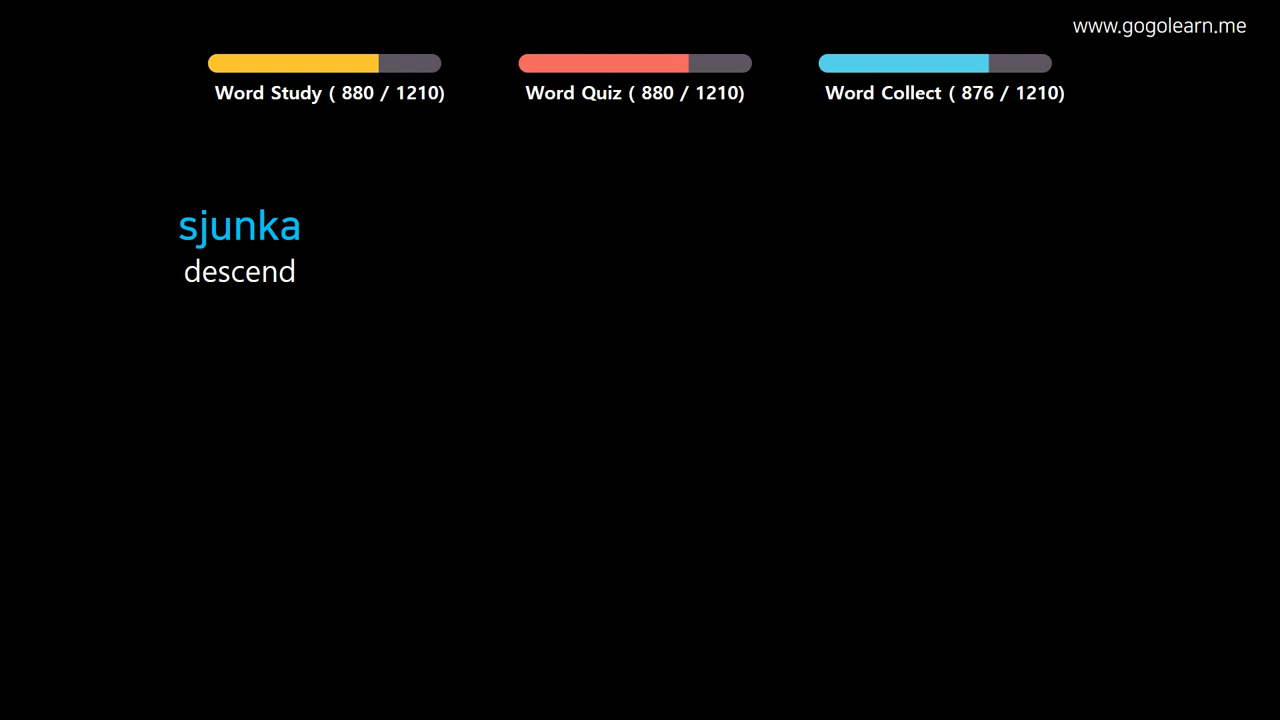 www.gogolearn.me
Word Study ( 880 / 1210)
Word Quiz ( 880 / 1210)
Word Collect ( 876 / 1210)
sjunka
descend